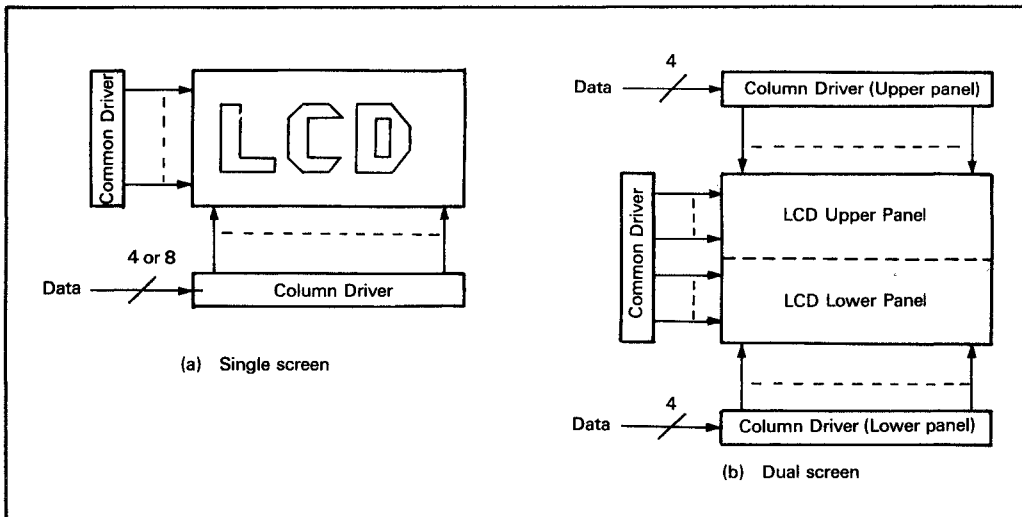 Common Driver
LCD
4 or 8
Data
Column Driver
(a) Single screen
4
Data
Column Driver (Upper panel)
Common Driver
LCD Upper Panel
LCD Lower Panel
4
Data
Column Driver (Lower panel)
(b) Dual screen